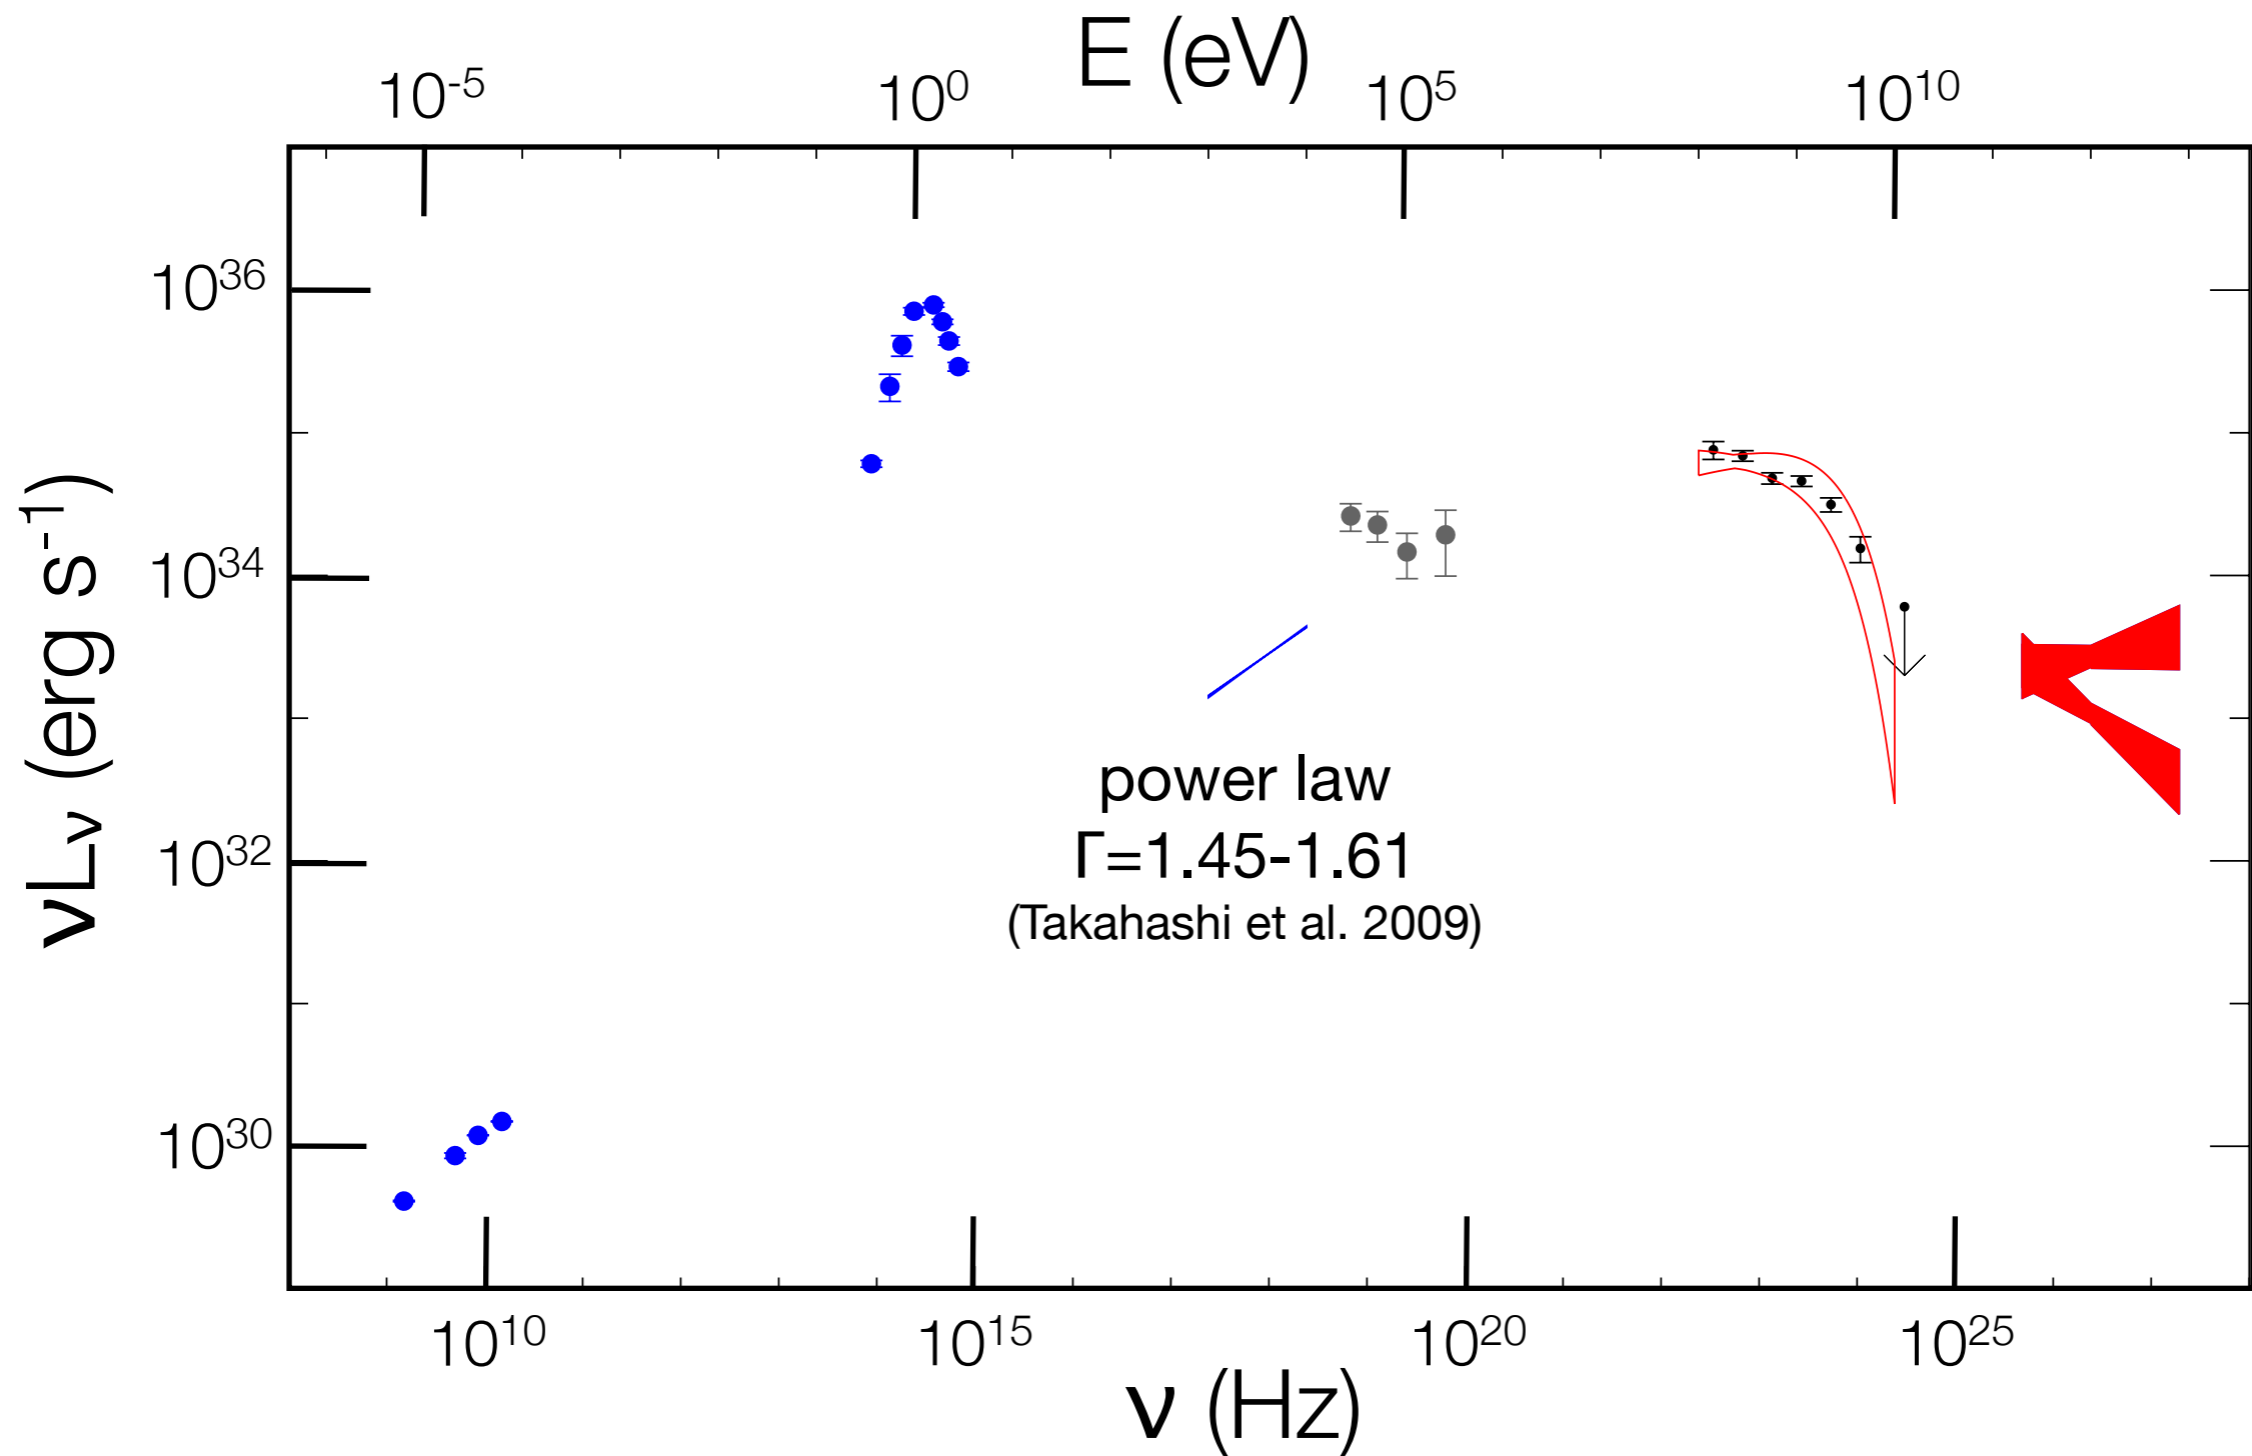 E (eV)
10⁻⁵ 10⁰ 10⁵ 10¹⁰
νLν (erg s⁻¹)
10³⁶
10³⁴
10³²
10³⁰
power law
Γ=1.45-1.61
(Takahashi et al. 2009)
10¹⁰ 10¹⁵ 10²⁰ 10²⁵
ν (Hz)